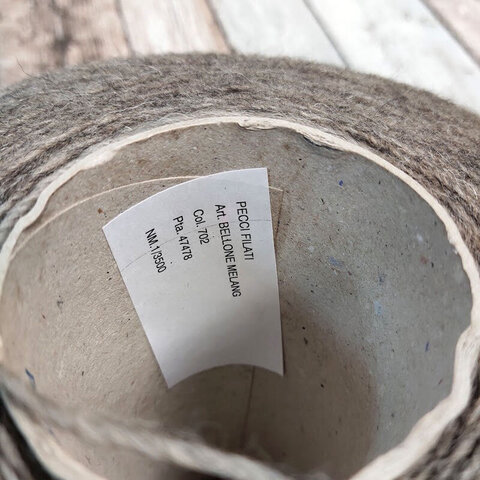 PECCI FILATI
Art. BELLONE MELANG
Col. 702
Pta. 47478
NM.1/3500